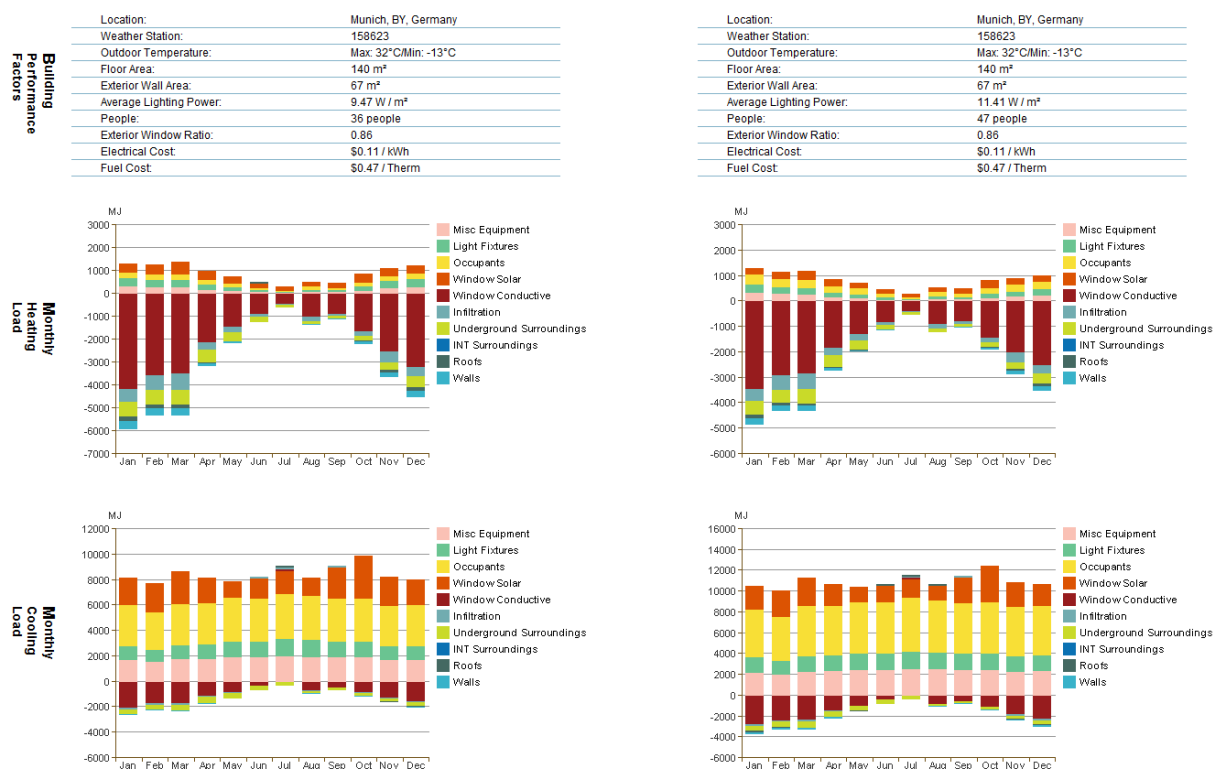 Building
Performance
Factors
Location: Munich, BY, Germany
Weather Station: 158623
Outdoor Temperature: Max: 32°C/Min: -13°C
Floor Area: 140 m²
Exterior Wall Area: 67 m²
Average Lighting Power: 9.47 W / m²
People: 36 people
Exterior Window Ratio: 0.86
Electrical Cost: $0.11 / kWh
Fuel Cost: $0.47 / Therm
Location: Munich, BY, Germany
Weather Station: 158623
Outdoor Temperature: Max: 32°C/Min: -13°C
Floor Area: 140 m²
Exterior Wall Area: 67 m²
Average Lighting Power: 11.41 W / m²
People: 47 people
Exterior Window Ratio: 0.86
Electrical Cost: $0.11 / kWh
Fuel Cost: $0.47 / Therm
Monthly
Heating
Load
MJ
3000
2000
1000
0
-1000
-2000
-3000
-4000
-5000
-6000
-7000
Jan Feb Mar Apr May Jun Jul Aug Sep Oct Nov Dec
Misc Equipment
Light Fixtures
Occupants
Window Solar
Window Conductive
Infiltration
Underground Surroundings
INT Surroundings
Roofs
Walls
MJ
3000
2000
1000
0
-1000
-2000
-3000
-4000
-5000
-6000
Jan Feb Mar Apr May Jun Jul Aug Sep Oct Nov Dec
Misc Equipment
Light Fixtures
Occupants
Window Solar
Window Conductive
Infiltration
Underground Surroundings
INT Surroundings
Roofs
Walls
Monthly
Cooling
Load
MJ
12000
10000
8000
6000
4000
2000
0
-2000
-4000
-6000
Jan Feb Mar Apr May Jun Jul Aug Sep Oct Nov Dec
Misc Equipment
Light Fixtures
Occupants
Window Solar
Window Conductive
Infiltration
Underground Surroundings
INT Surroundings
Roofs
Walls
MJ
16000
14000
12000
10000
8000
6000
4000
2000
0
-2000
-4000
-6000
Jan Feb Mar Apr May Jun Jul Aug Sep Oct Nov Dec
Misc Equipment
Light Fixtures
Occupants
Window Solar
Window Conductive
Infiltration
Underground Surroundings
INT Surroundings
Roofs
Walls